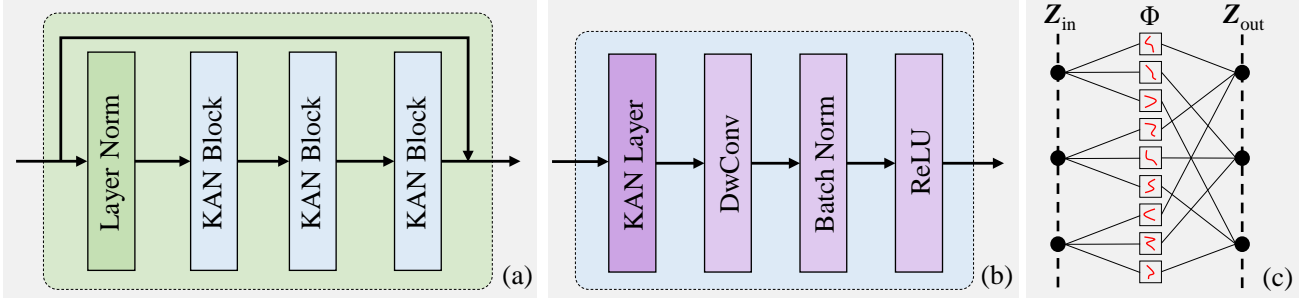 Layer Norm
KAN Block
KAN Block
KAN Block
(a)
KAN Layer
DwConv
Batch Norm
ReLU
(b)
Z_in
Φ
Z_out
(c)